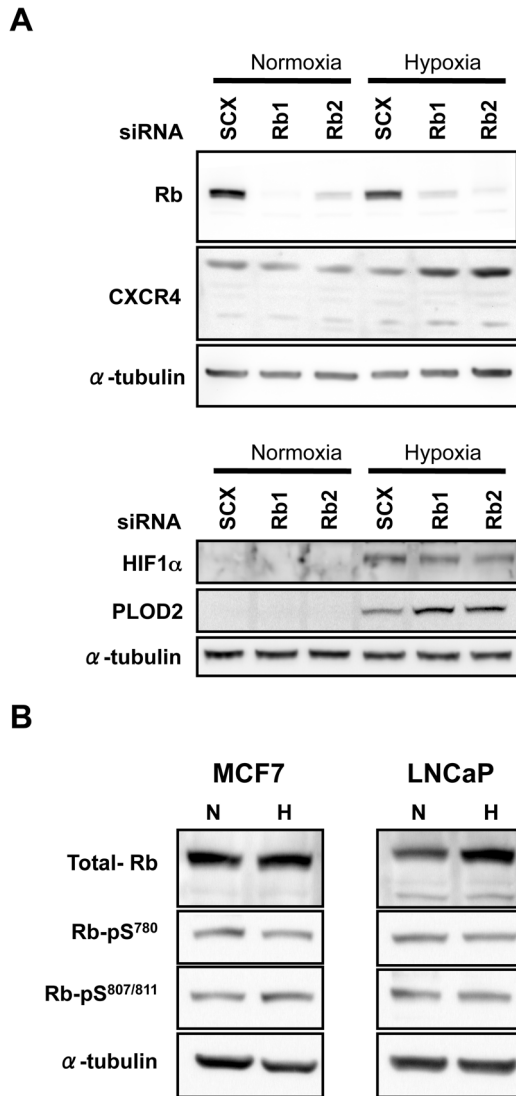 A
Normoxia Hypoxia
siRNA SCX Rb1 Rb2 SCX Rb1 Rb2
Rb
CXCR4
α-tubulin
Normoxia Hypoxia
siRNA SCX Rb1 Rb2 SCX Rb1 Rb2
HIF1α
PLOD2
α-tubulin
B
MCF7 LNCaP
N H N H
Total- Rb
Rb-pS⁷⁸⁰
Rb-pS⁸⁰⁷/⁸¹¹
α-tubulin